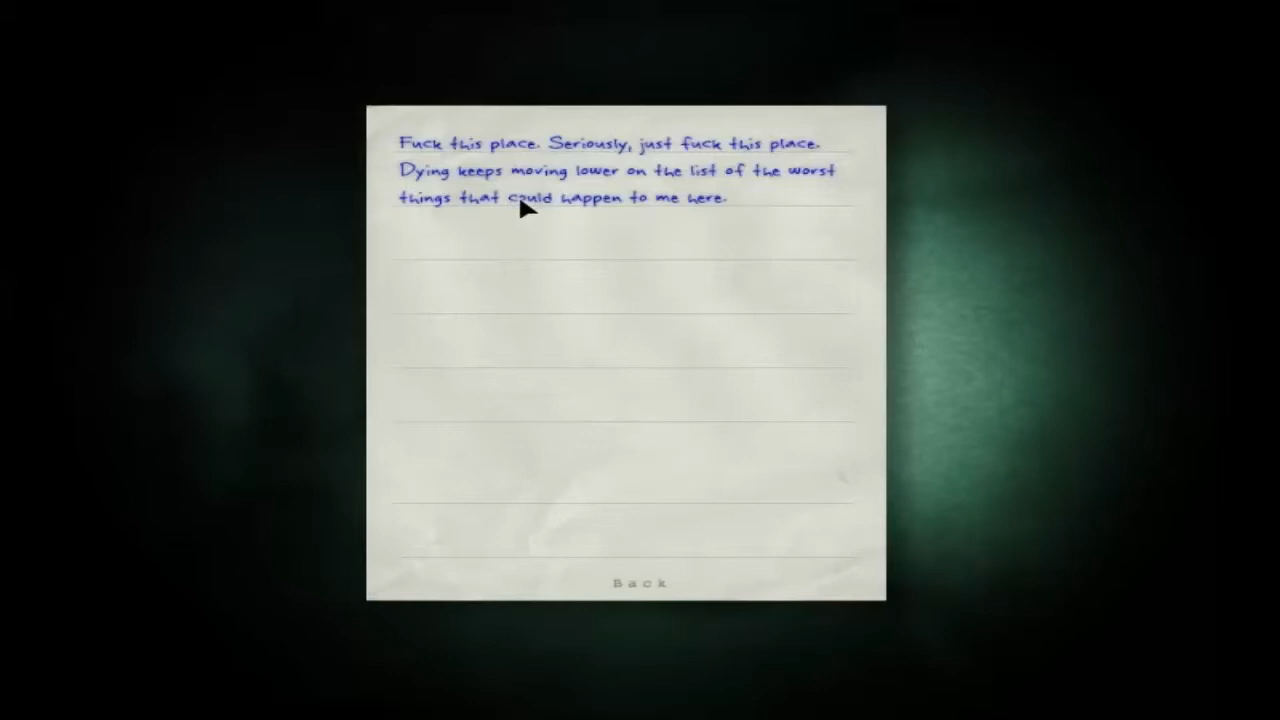 Fuck this place. Seriously, just fuck this place.
Dying keeps moving lower on the list of the worst
things that could happen to me here.
Back